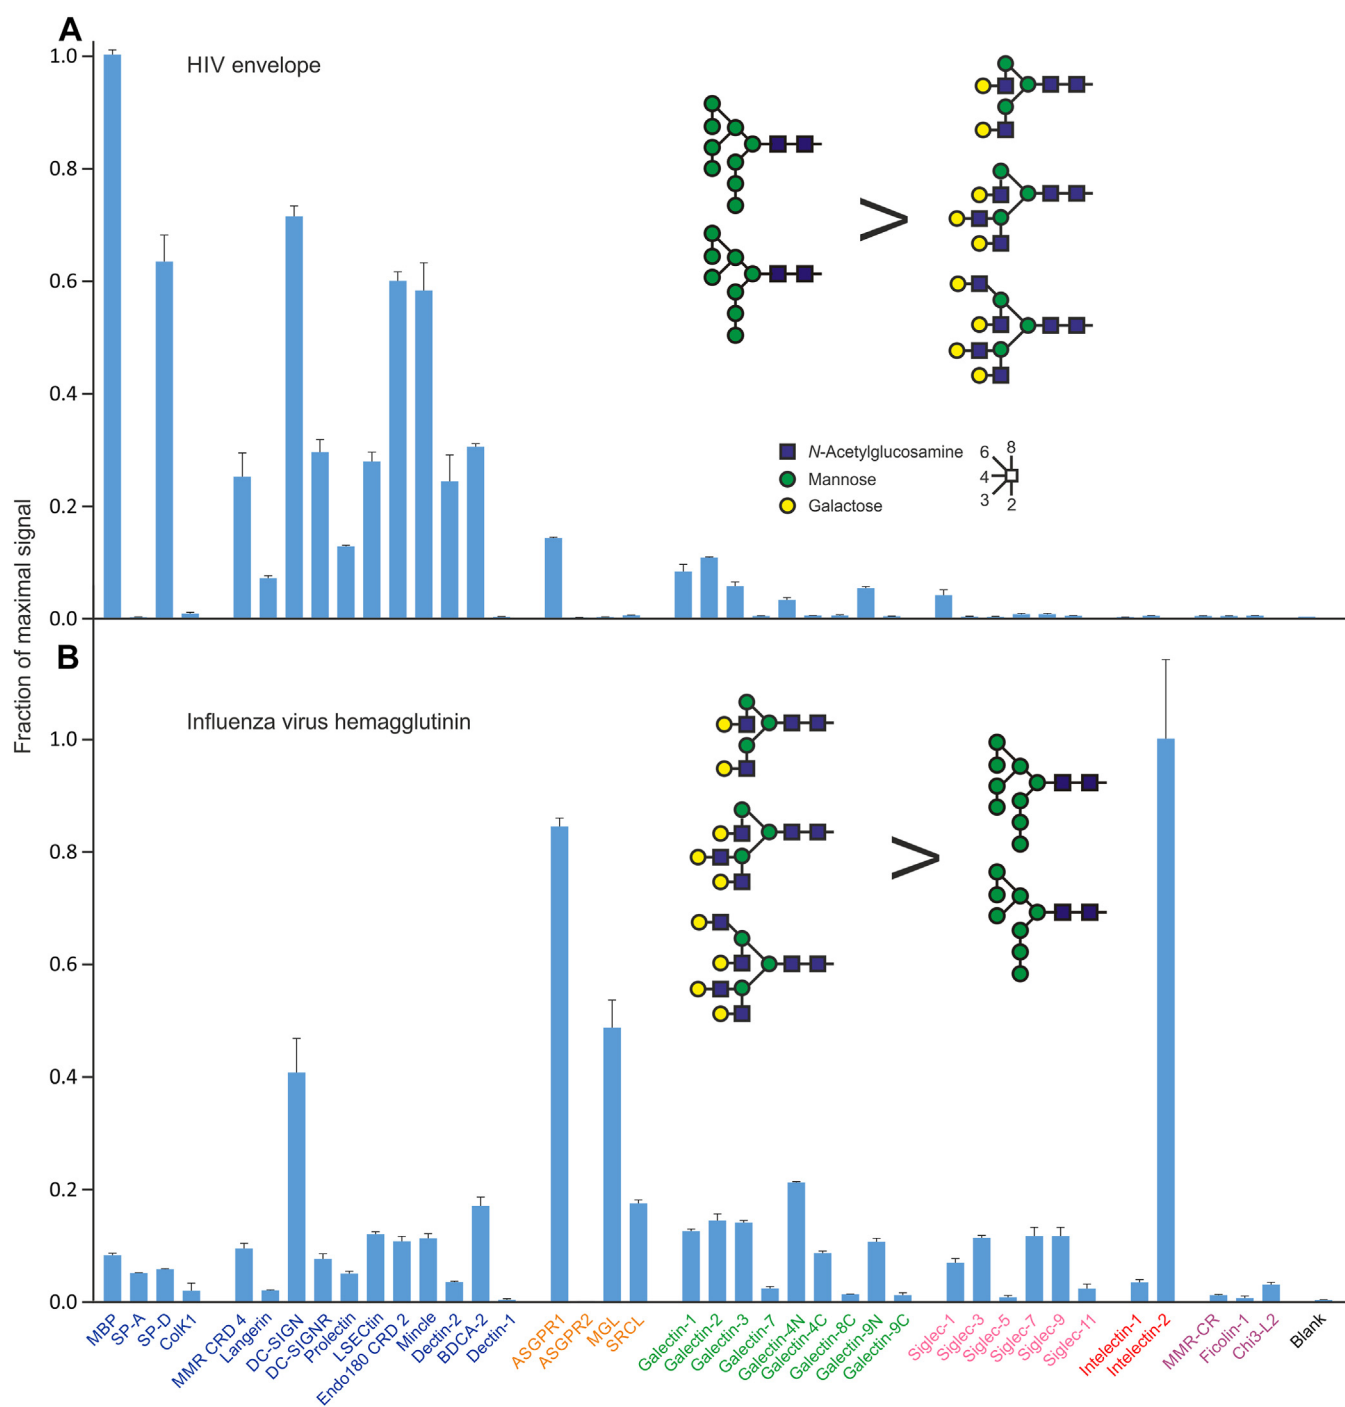 A
HIV envelope
1.0
0.8
0.6
0.4
0.2
0.0
N-Acetylglucosamine
Mannose
Galactose
6
8
4
3
2
Fraction of maximal signal
B
Influenza virus hemagglutinin
1.0
0.8
0.6
0.4
0.2
0.0
>
>
MBP
SP-A
SP-D
ColK1
MMR CRD 4
Langerin
DC-SIGN
DC-SIGNR
Prolectin
LSECtin
Endo180 CRD 2
Mincle
Dectin-2
BDCA-2
Dectin-1
ASGPR1
ASGPR2
MGL
SRCL
Galectin-1
Galectin-2
Galectin-3
Galectin-7
Galectin-4N
Galectin-4C
Galectin-8C
Galectin-9N
Galectin-9C
Siglec-1
Siglec-3
Siglec-5
Siglec-7
Siglec-9
Siglec-11
Intelectin-1
Intelectin-2
MMR-CR
Ficolin-1
Chi3-L2
Blank